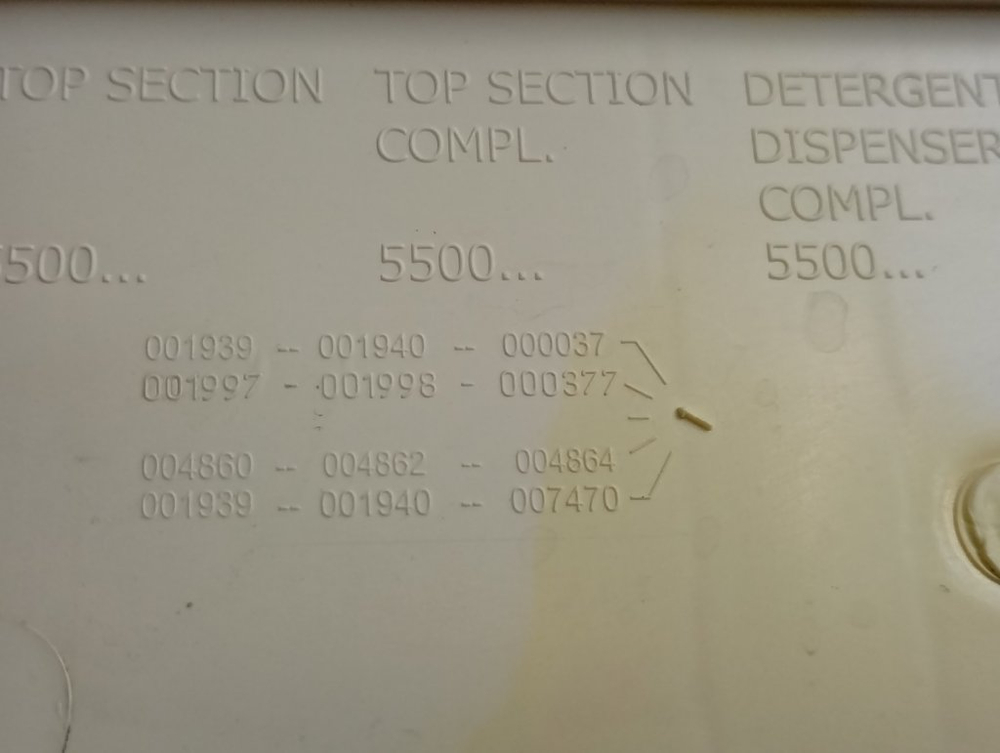 TOP SECTION TOP SECTION DETERGENT
COMPL. DISPENSER
COMPL.
5500... 5500... 5500...
001939 -- 001940 -- 000037
001997 - 001998 - 000377
004860 -- 004862 -- 004864
001939 -- 001940 -- 007470